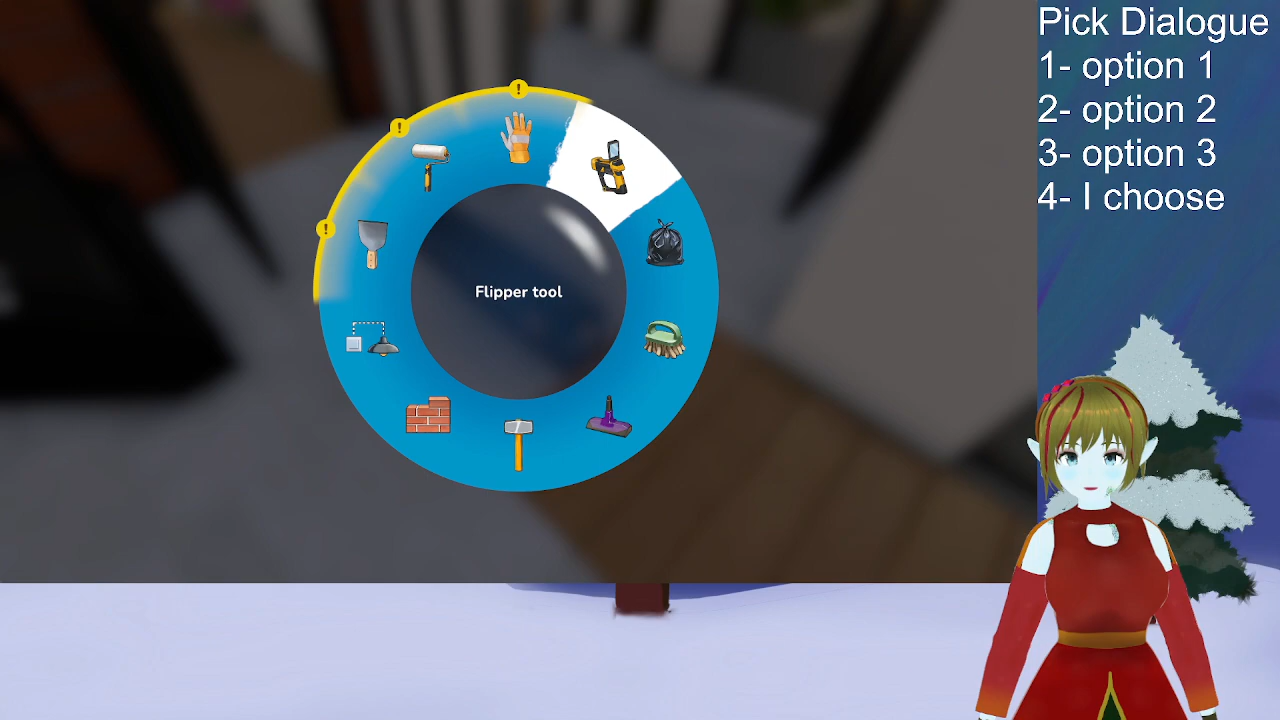 Pick Dialogue
1- option 1
2- option 2
3- option 3
4- I choose
!
!
!
Flipper tool